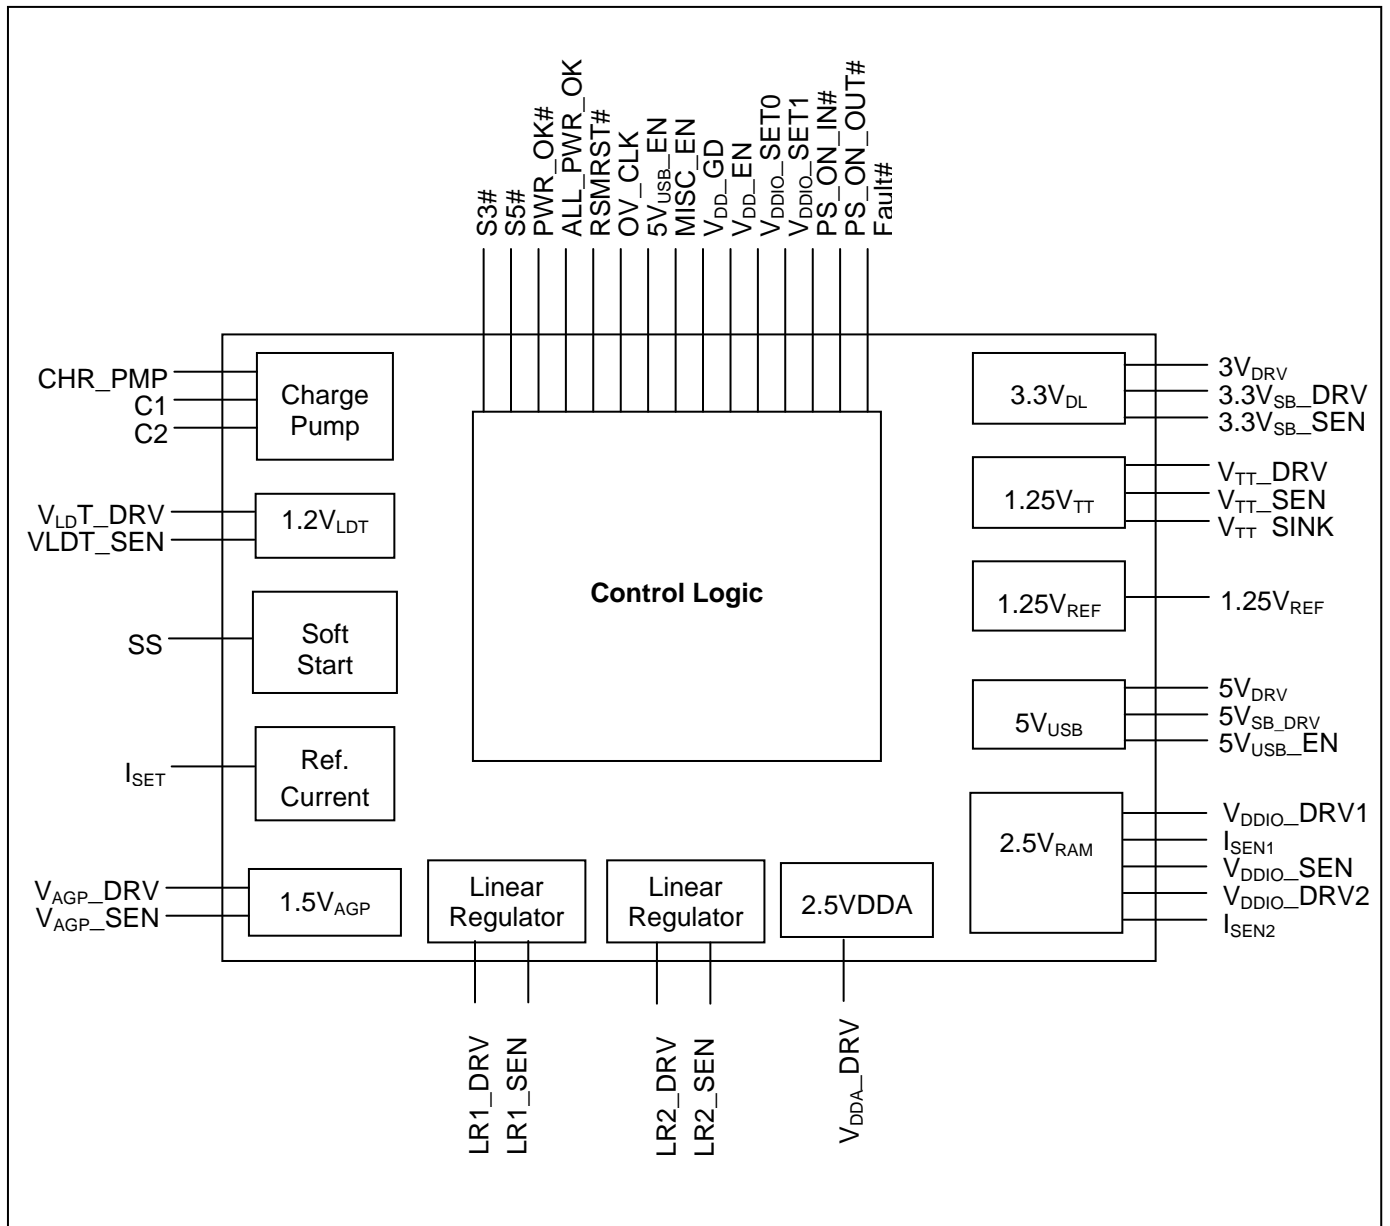 S3#
S5#
PWR_OK#
ALL_PWR_OK
RSMRST#
OV_CLK
5VUSB_EN
MISC_EN
VDD_GD
VDD_EN
VDDIO_SET0
VDDIO_SET1
PS_ON_IN#
PS_ON_OUT#
Fault#
CHR_PMP
C1
C2
Charge
Pump
VLDT_DRV
VLDT_SEN
1.2VLDT
SS
Soft
Start
ISET
Ref.
Current
VAGP_DRV
VAGP_SEN
1.5VAGP
Control Logic
3.3VDL
3VDRV
3.3VSB_DRV
3.3VSB_SEN
1.25VTT
VTT_DRV
VTT_SEN
VTT SINK
1.25VREF
1.25VREF
5VUSB
5VDRV
5VSB_DRV
5VUSB_EN
2.5VRAM
VDDIO_DRV1
ISEN1
VDDIO_SEN
VDDIO_DRV2
ISEN2
Linear
Regulator
Linear
Regulator
2.5VDDA
LR1_DRV
LR1_SEN
LR2_DRV
LR2_SEN
VDDA_DRV